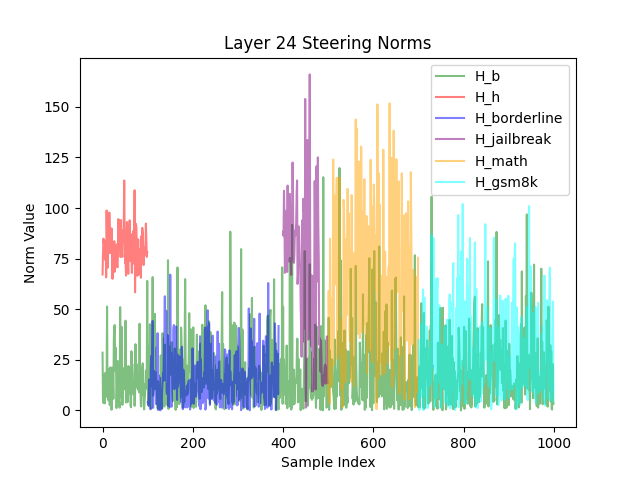 Layer 24 Steering Norms
H_b
H_h
H_borderline
H_jailbreak
H_math
H_gsm8k
150
125
100
75
50
25
0
Norm Value
0 200 400 600 800 1000
Sample Index